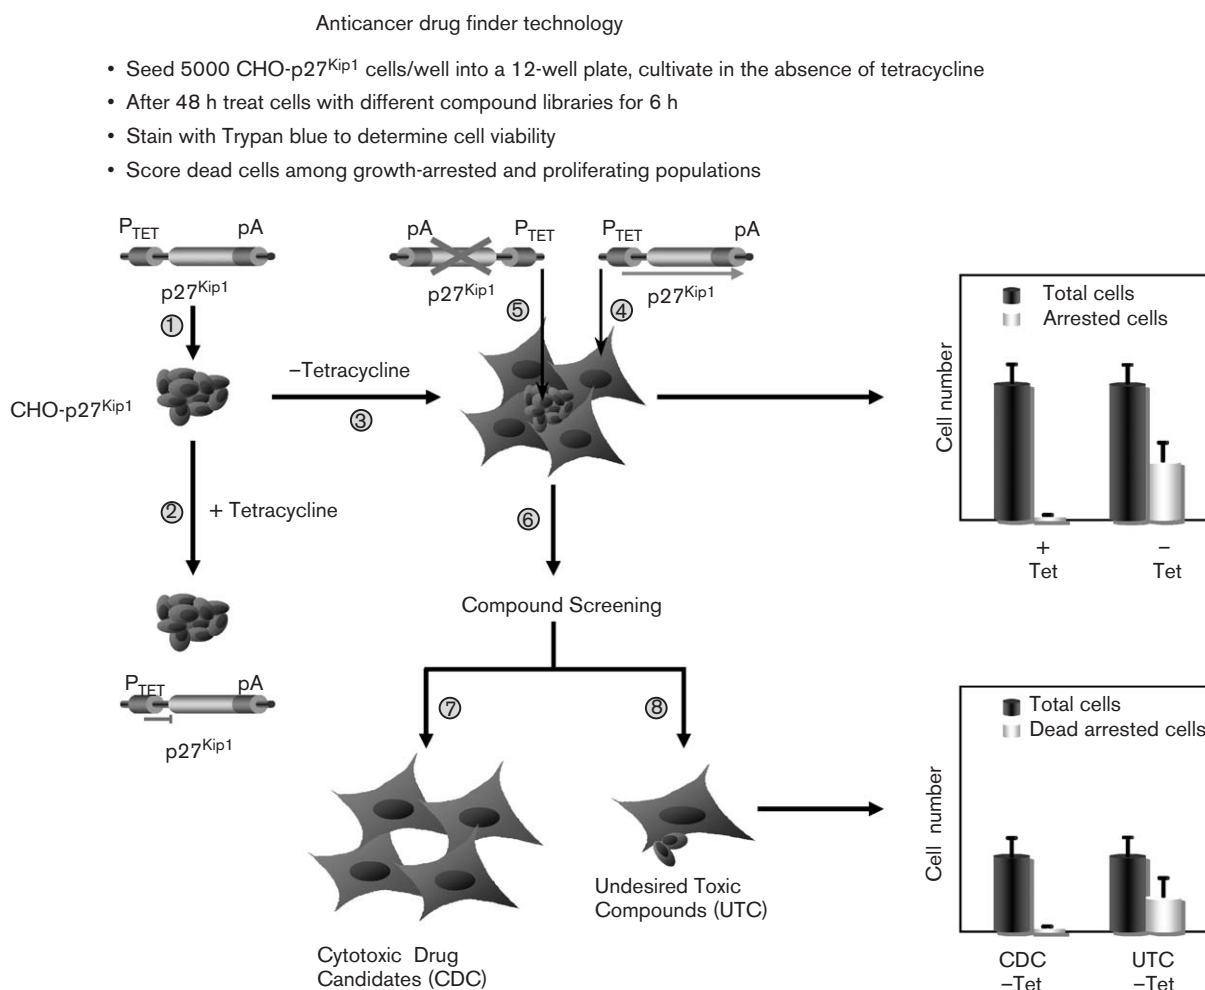 Anticancer drug finder technology
• Seed 5000 CHO-p27Kip1 cells/well into a 12-well plate, cultivate in the absence of tetracycline
• After 48 h treat cells with different compound libraries for 6 h
• Stain with Trypan blue to determine cell viability
• Score dead cells among growth-arrested and proliferating populations
PTET pA
p27Kip1
1
CHO-p27Kip1
2
+ Tetracycline
PTET pA
p27Kip1
–Tetracycline
3
pA PTET
p27Kip1
5
PTET pA
p27Kip1
4
6
Compound Screening
7
8
Cytotoxic Drug
Candidates (CDC)
Undesired Toxic
Compounds (UTC)
Total cells
Arrested cells
Cell number
+ –
Tet Tet
Total cells
Dead arrested cells
Cell number
CDC UTC
–Tet –Tet